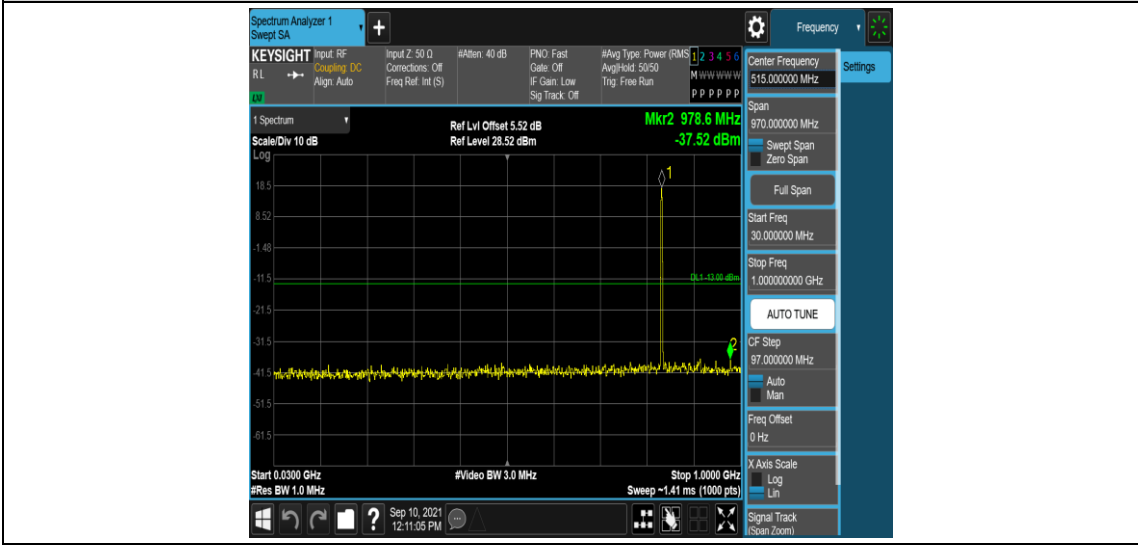 Spectrum Analyzer 1
Swept SA
+
Frequency
KEYSIGHT
RL
LM
Input: RF
Coupling: DC
Align: Auto
Input Z: 50 Ω
Corrections: Off
Freq Ref: Int (S)
#Atten: 40 dB
PNO: Fast
Gate: Off
IF Gain: Low
Sig Track: Off
#Avg Type: Power (RMS
Avg|Hold: 50/50
Trig: Free Run
1 2 3 4 5 6
M W W W W W
P P P P P P
1 Spectrum
Scale/Div 10 dB
Log
Ref Lvl Offset 5.52 dB
Ref Level 28.52 dBm
Mkr2 978.6 MHz
-37.52 dBm
1
18.5
8.52
-1.48
-11.5
DL1 -13.00 dBm
-21.5
-31.5
2
-41.5
-51.5
-61.5
Start 0.0300 GHz
#Res BW 1.0 MHz
#Video BW 3.0 MHz
Stop 1.0000 GHz
Sweep ~1.41 ms (1000 pts)
?
Sep 10, 2021
12:11:05 PM
Center Frequency
515.000000 MHz
Settings
Span
970.000000 MHz
Swept Span
Zero Span
Full Span
Start Freq
30.000000 MHz
Stop Freq
1.000000000 GHz
AUTO TUNE
CF Step
97.000000 MHz
Auto
Man
Freq Offset
0 Hz
X Axis Scale
Log
Lin
Signal Track
(Span Zoom)